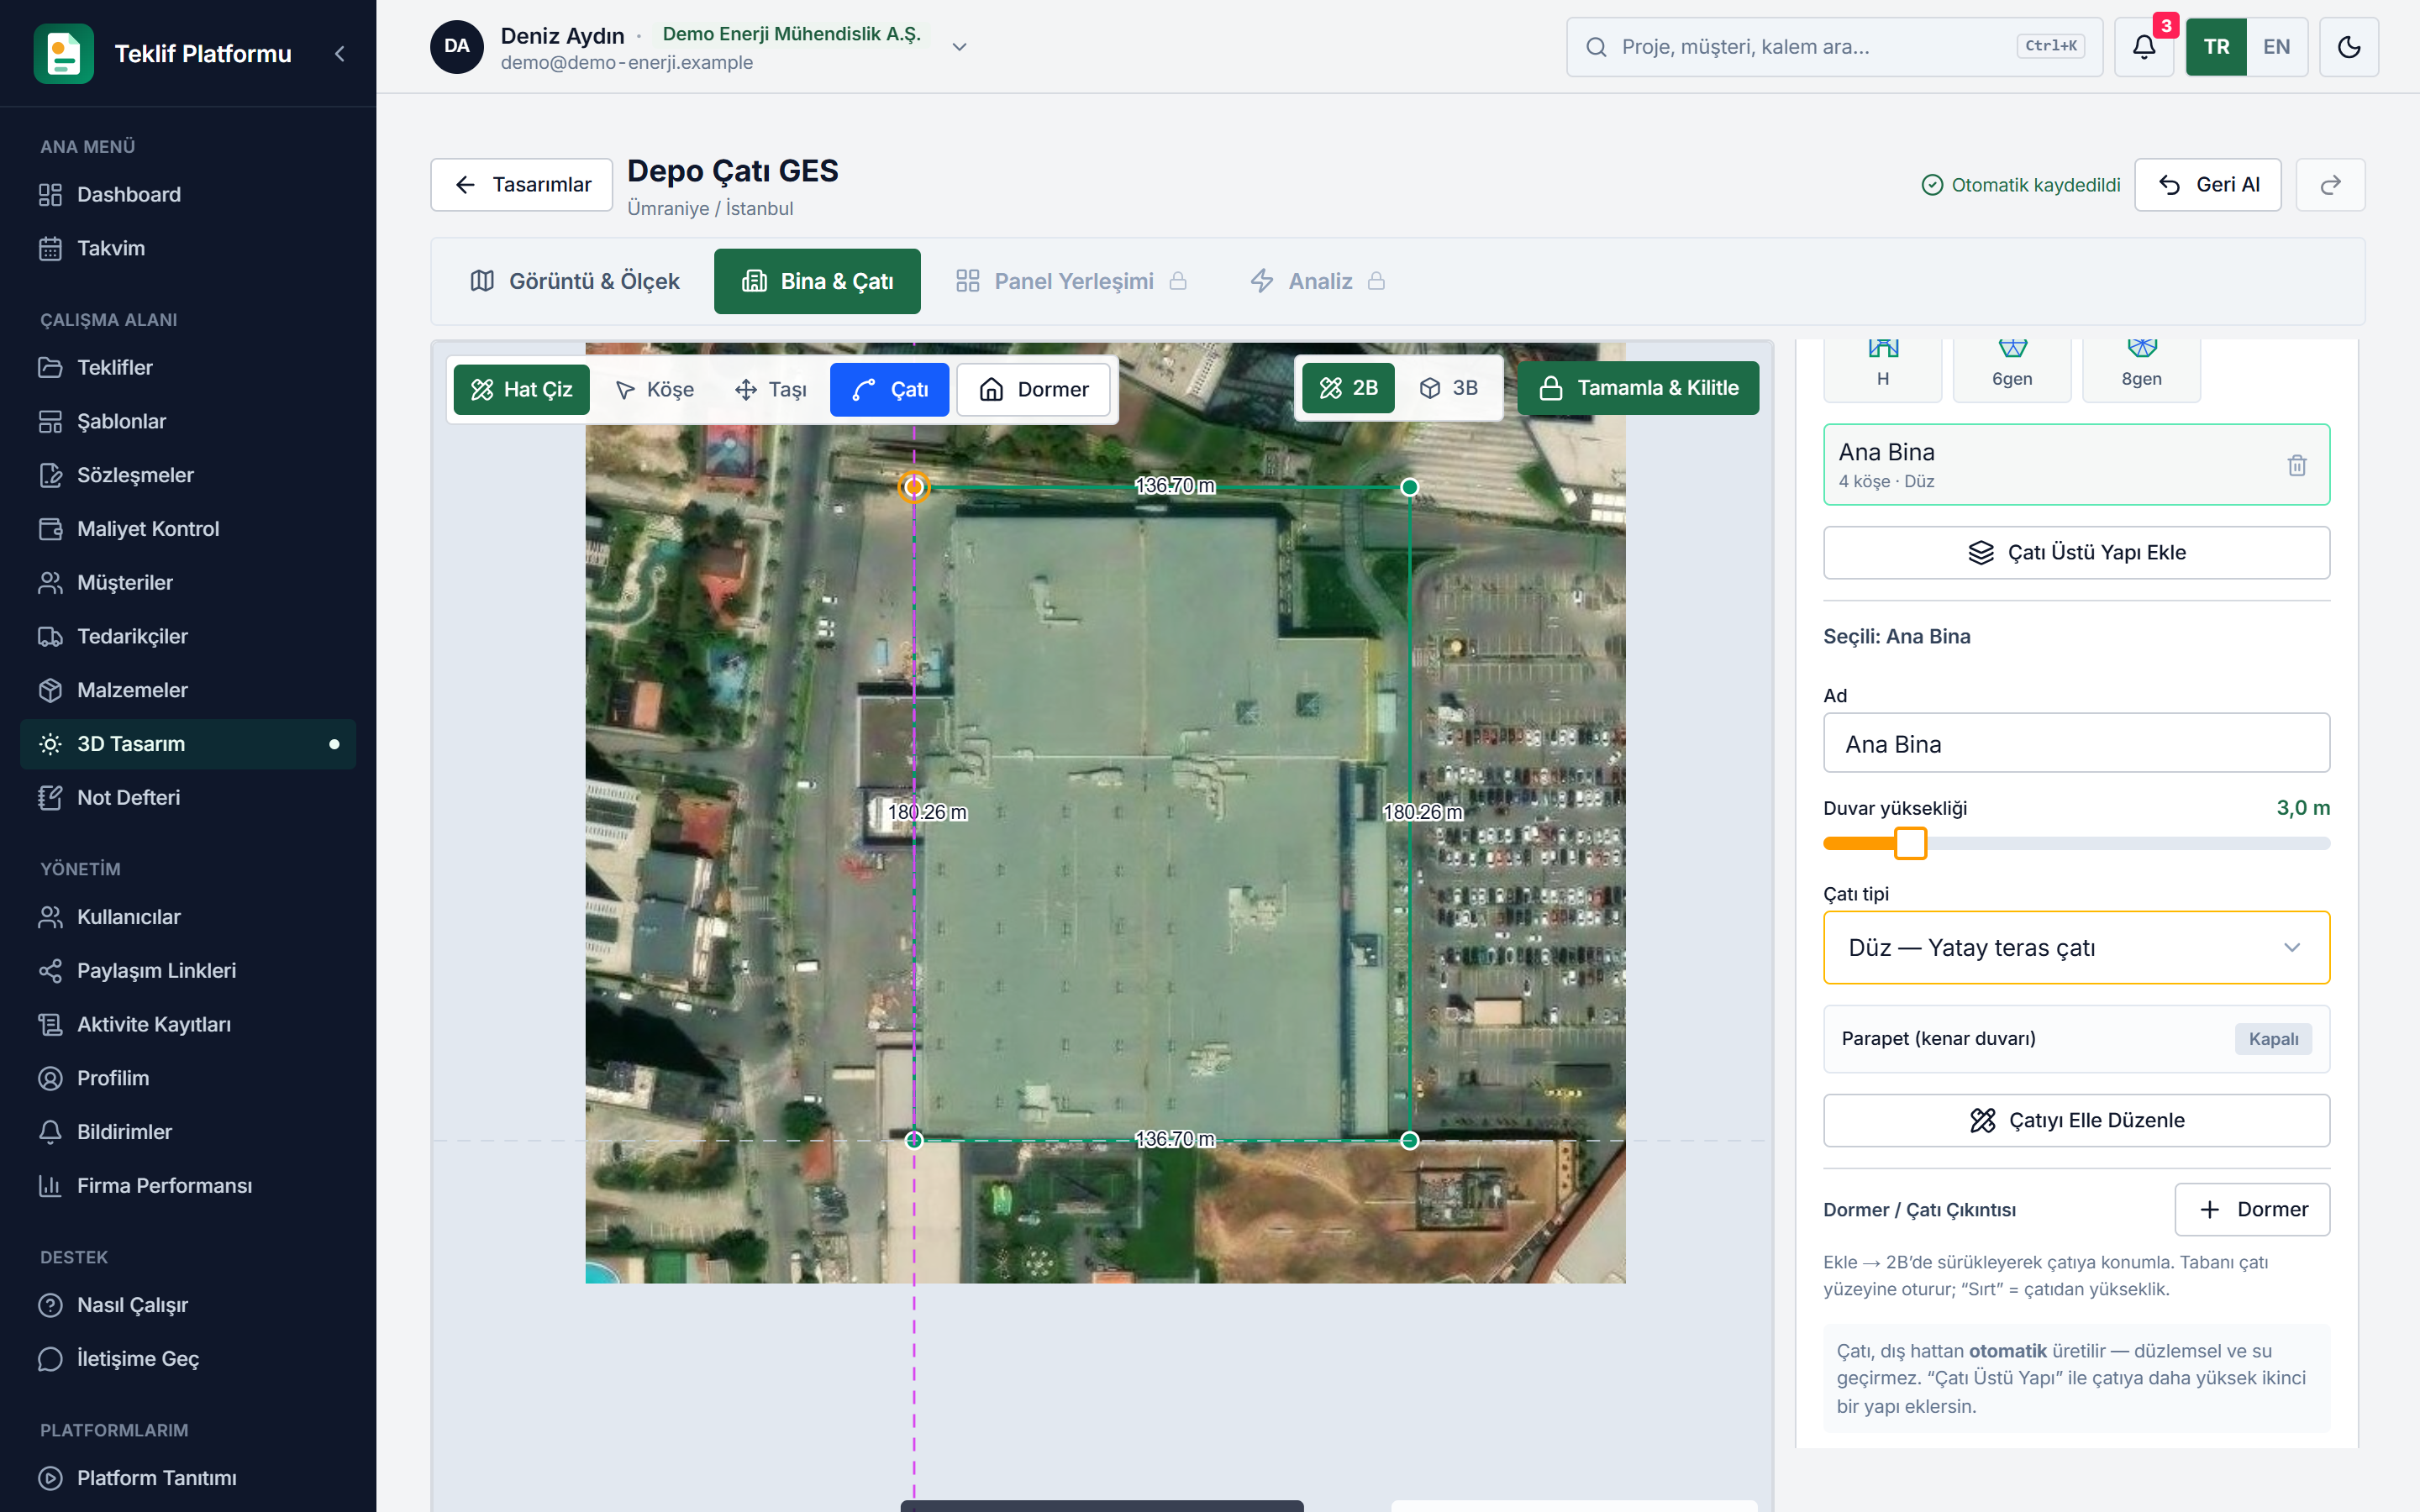 Teklif Platformu
ANA MENÜ
Dashboard
Takvim
ÇALIŞMA ALANI
Teklifler
Şablonlar
Sözleşmeler
Maliyet Kontrol
Müşteriler
Tedarikçiler
Malzemeler
3D Tasarım
Not Defteri
YÖNETİM
Kullanıcılar
Paylaşım Linkleri
Aktivite Kayıtları
Profilim
Bildirimler
Firma Performansı
DESTEK
Nasıl Çalışır
İletişime Geç
PLATFORMLARIM
Platform Tanıtımı
DA
Deniz Aydın · Demo Enerji Mühendislik A.Ş.
demo@demo-enerji.example
Proje, müşteri, kalem ara... Ctrl+K
3
TR EN
Tasarımlar
Depo Çatı GES
Ümraniye / İstanbul
Otomatik kaydedildi
Geri Al
Görüntü & Ölçek
Bina & Çatı
Panel Yerleşimi
Analiz
Hat Çiz Köşe Taşı Çatı Dormer
2B 3B
Tamamla & Kilitle
136.70 m
180.26 m
180.26 m
136.70 m
H 6gen 8gen
Ana Bina
4 köşe · Düz
Çatı Üstü Yapı Ekle
Seçili: Ana Bina
Ad
Ana Bina
Duvar yüksekliği 3,0 m
Çatı tipi
Düz — Yatay teras çatı
Parapet (kenar duvarı) Kapalı
Çatıyı Elle Düzenle
Dormer / Çatı Çıkıntısı + Dormer
Ekle → 2B’de sürükleyerek çatıya konumla. Tabanı çatı
yüzeyine oturur; “Sırt” = çatıdan yükseklik.
Çatı, dış hattan otomatik üretilir — düzlemsel ve su
geçirmez. “Çatı Üstü Yapı” ile çatıya daha yüksek ikinci
bir yapı eklersin.